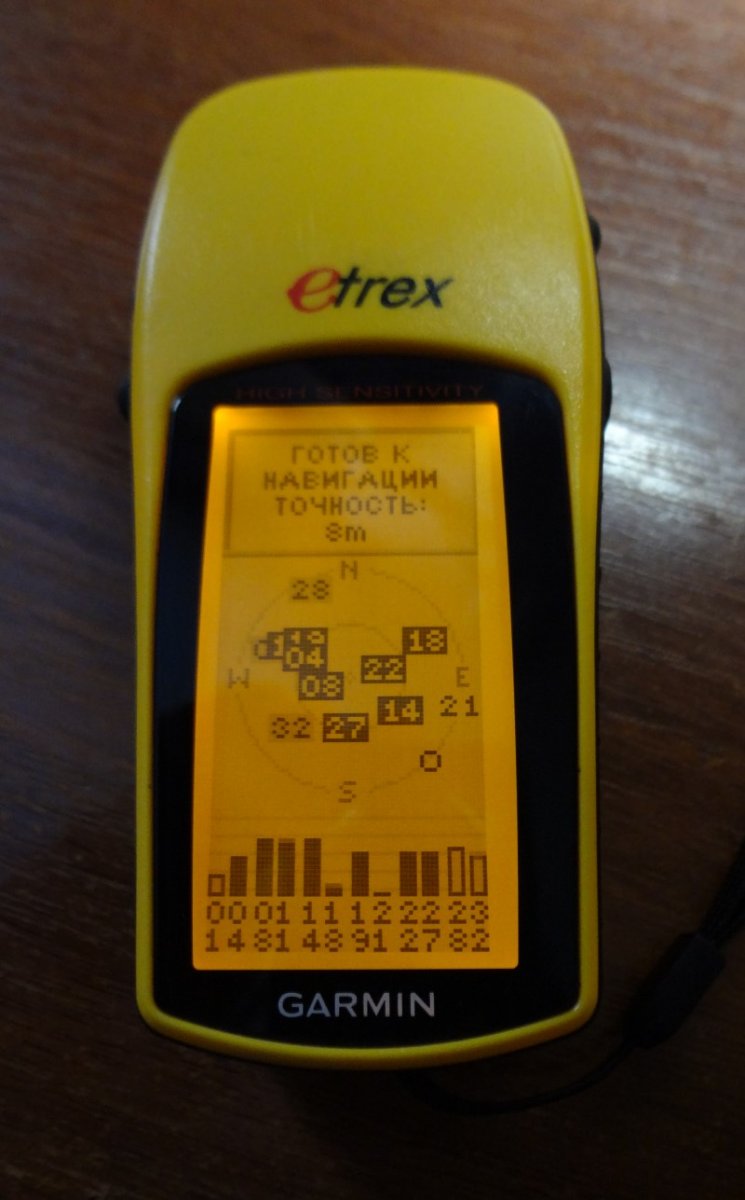 etrex
HIGH SENSITIVITY
ГОТОВ К
НАВИГАЦИИ
ТОЧНОСТЬ:
8m
N
28
18
04
22
W
08
E
14
21
32
27
S
00 01 11 12 22 23
14 81 48 91 27 82
GARMIN